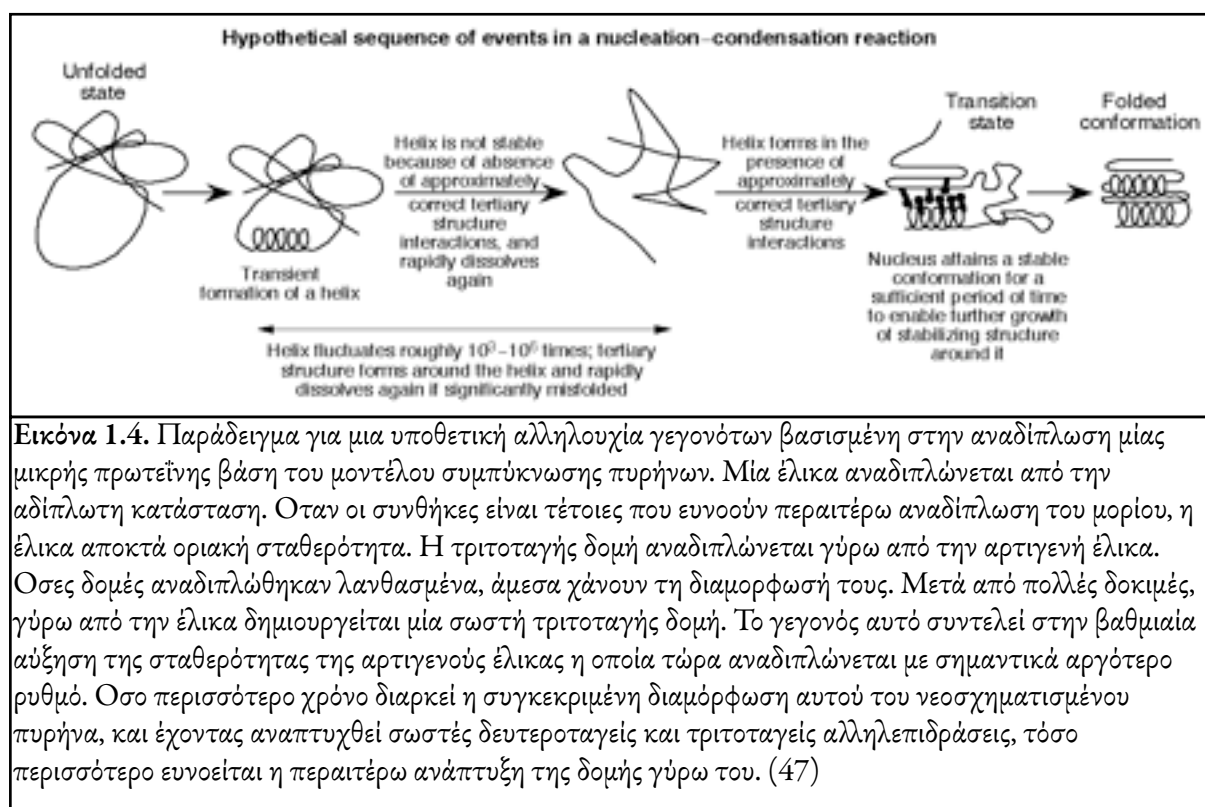 Hypothetical sequence of events in a nucleation–condensation reaction
Unfolded
state
Transient
formation of a helix
Helix is not stable
because of absence
of approximately
correct tertiary
structure
interactions, and
rapidly dissolves
again
Helix fluctuates roughly 10³–10⁶ times; tertiary
structure forms around the helix and rapidly
dissolves again if significantly misfolded
Helix forms in the
presence of
approximately
correct tertiary
structure
interactions
Transition
state
Nucleus attains a stable
conformation for a
sufficient period of time
to enable further growth
of stabilizing structure
around it
Folded
conformation
Εικόνα 1.4. Παράδειγμα για μια υποθετική αλληλουχία γεγονότων βασισμένη στην αναδίπλωση μίας
μικρής πρωτεΐνης βάση του μοντέλου συμπύκνωσης πυρήνων. Μία έλικα αναδιπλώνεται από την
αδίπλωτη κατάσταση. Οταν οι συνθήκες είναι τέτοιες που ευνοούν περαιτέρω αναδίπλωση του μορίου, η
έλικα αποκτά οριακή σταθερότητα. Η τριτοταγής δομή αναδιπλώνεται γύρω από την αρτιγενή έλικα.
Οσες δομές αναδιπλώθηκαν λανθασμένα, άμεσα χάνουν τη διαμορφωσή τους. Μετά από πολλές δοκιμές,
γύρω από την έλικα δημιουργείται μία σωστή τριτοταγής δομή. Το γεγονός αυτό συντελεί στην βαθμιαία
αύξηση της σταθερότητας της αρτιγενούς έλικας η οποία τώρα αναδιπλώνεται με σημαντικά αργότερο
ρυθμό. Οσο περισσότερο χρόνο διαρκεί η συγκεκριμένη διαμόρφωση αυτού του νεοσχηματισμένου
πυρήνα, και έχοντας αναπτυχθεί σωστές δευτεροταγείς και τριτοταγείς αλληλεπιδράσεις, τόσο
περισσότερο ευνοείται η περαιτέρω ανάπτυξη της δομής γύρω του. (47)